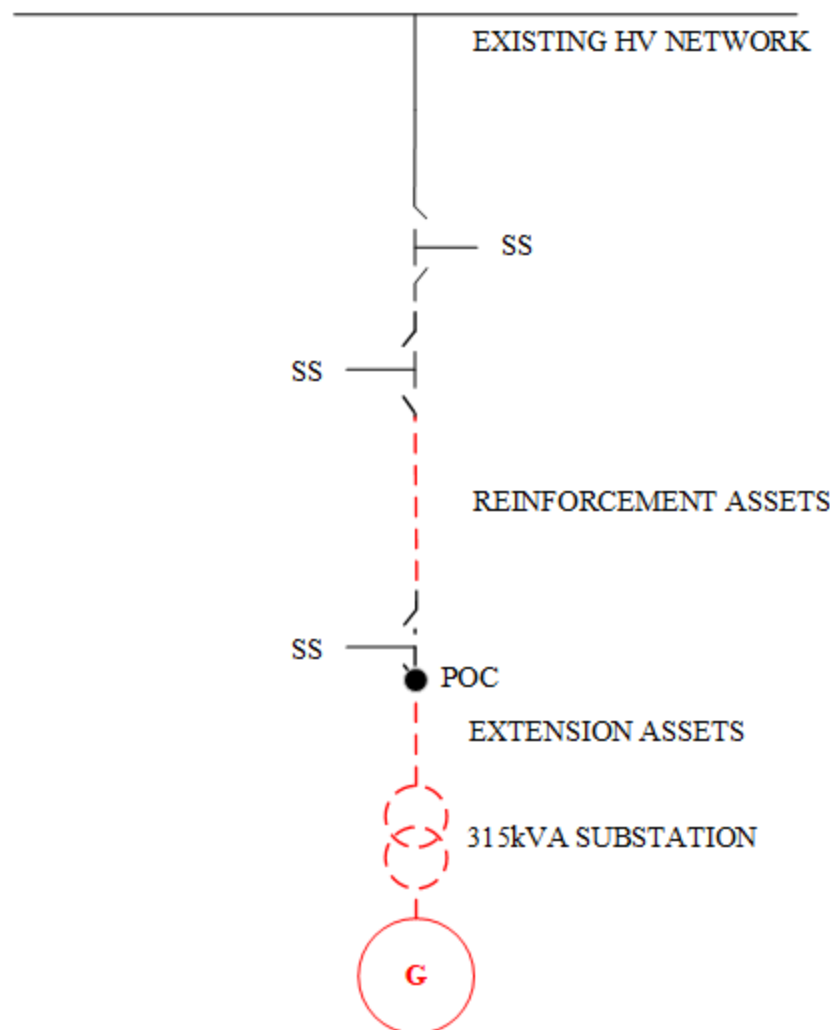 EXISTING HV NETWORK
SS
SS
REINFORCEMENT ASSETS
SS
POC
EXTENSION ASSETS
315kVA SUBSTATION
G